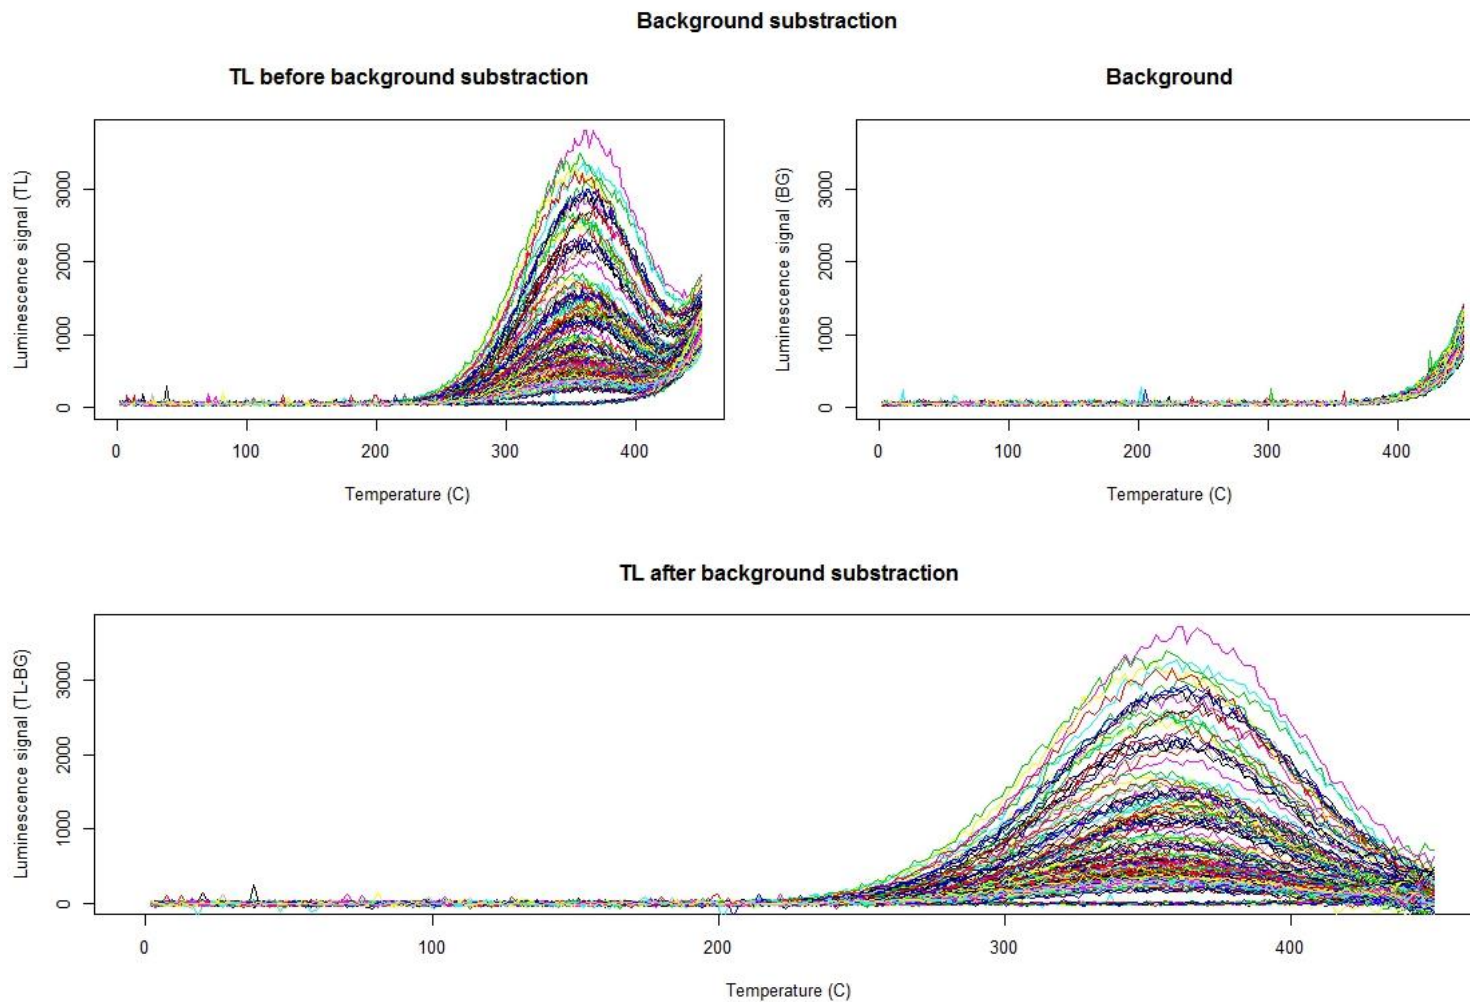 Background substraction
TL before background substraction
Luminescence signal (TL)
0
1000
2000
3000
0
100
200
300
400
Temperature (C)
Background
Luminescence signal (BG)
0
1000
2000
3000
0
100
200
300
400
Temperature (C)
TL after background substraction
Luminescence signal (TL-BG)
0
1000
2000
3000
0
100
200
300
400
Temperature (C)